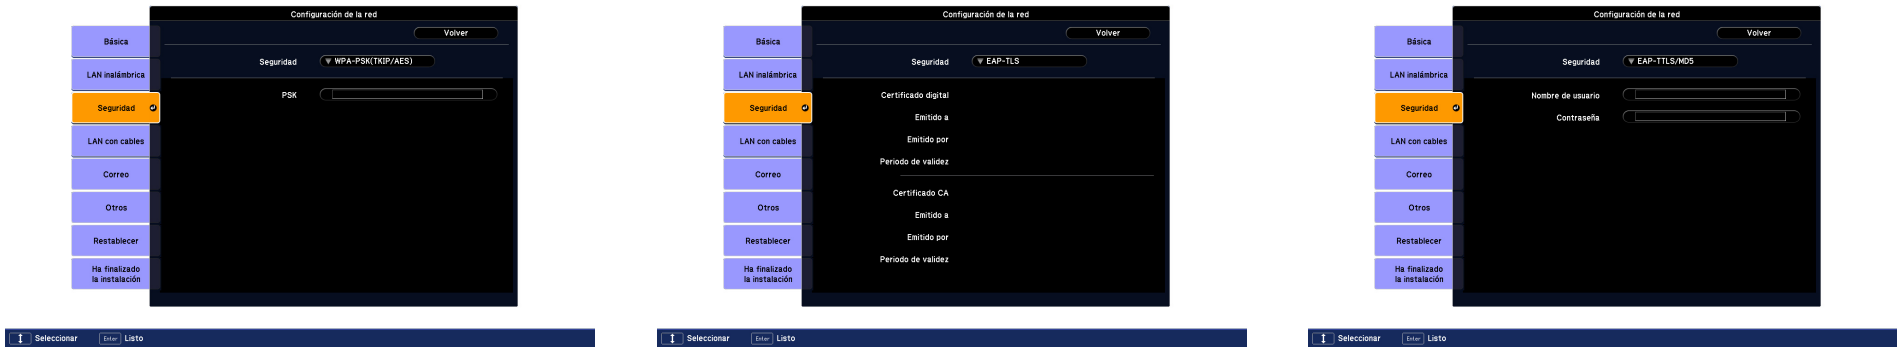 Configuración de la red
Volver
Básica
Seguridad
WPA-PSK(TKIP/AES)
LAN inalámbrica
PSK
Seguridad
LAN con cables
Correo
Otros
Restablecer
Ha finalizado
la instalación
Seleccionar
Enter
Listo
Configuración de la red
Volver
Básica
Seguridad
EAP-TLS
LAN inalámbrica
Certificado digital
Seguridad
Emitido a
LAN con cables
Emitido por
Periodo de validez
Correo
Certificado CA
Otros
Emitido a
Restablecer
Emitido por
Periodo de validez
Ha finalizado
la instalación
Seleccionar
Enter
Listo
Configuración de la red
Volver
Básica
Seguridad
EAP-TTLS/MD5
LAN inalámbrica
Nombre de usuario
Seguridad
Contraseña
LAN con cables
Correo
Otros
Restablecer
Ha finalizado
la instalación
Seleccionar
Enter
Listo